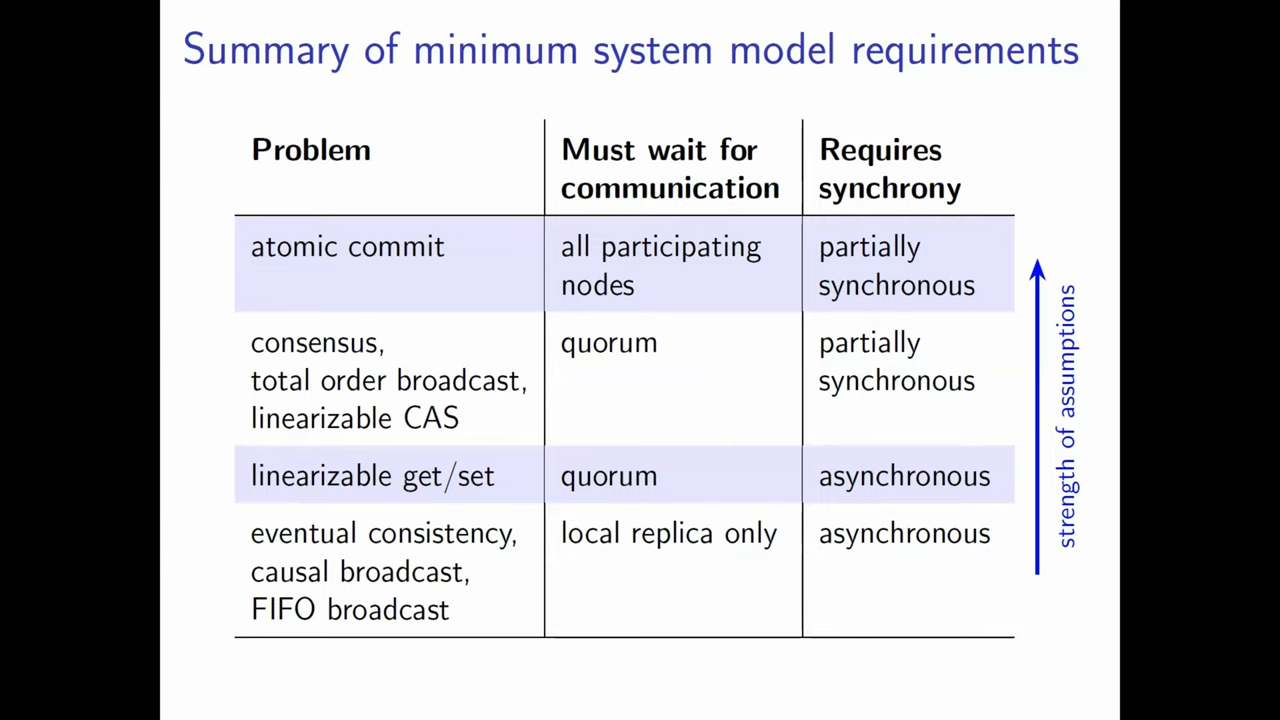 Summary of minimum system model requirements
Problem
Must wait for
communication
Requires
synchrony
atomic commit
all participating
nodes
partially
synchronous
consensus,
total order broadcast,
linearizable CAS
quorum
partially
synchronous
linearizable get/set
quorum
asynchronous
eventual consistency,
causal broadcast,
FIFO broadcast
local replica only
asynchronous
strength of assumptions